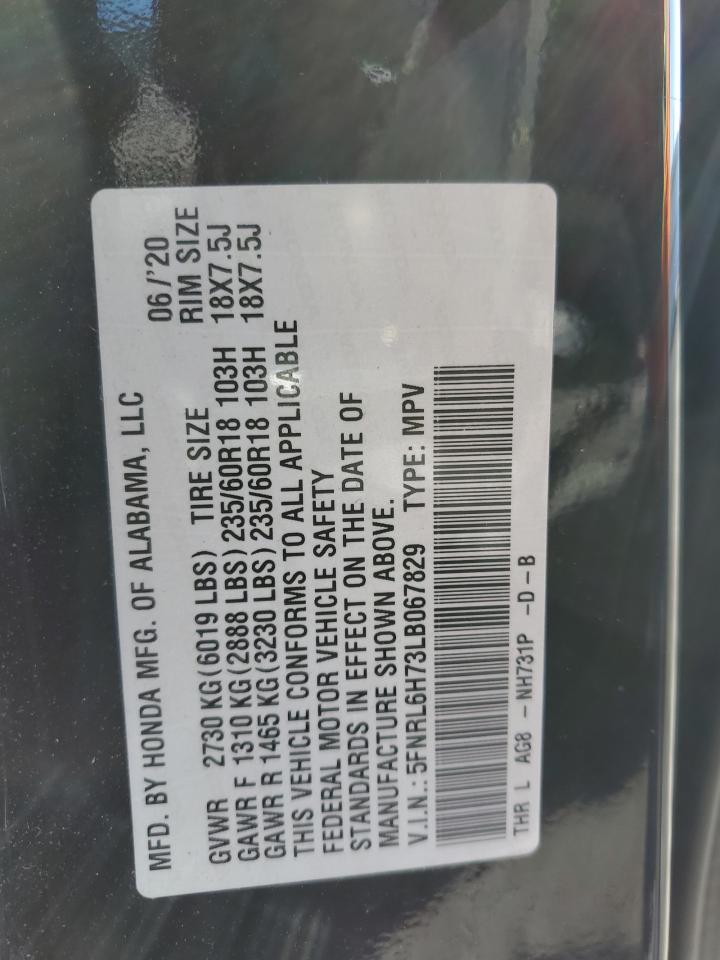 MFD. BY HONDA MFG. OF ALABAMA, LLC 06/'20
GVWR 2730 KG(6019 LBS) TIRE SIZE RIM SIZE
GAWR F 1310 KG(2888 LBS) 235/60R18 103H 18X7.5J
GAWR R 1465 KG(3230 LBS) 235/60R18 103H 18X7.5J
THIS VEHICLE CONFORMS TO ALL APPLICABLE
FEDERAL MOTOR VEHICLE SAFETY
STANDARDS IN EFFECT ON THE DATE OF
MANUFACTURE SHOWN ABOVE.
V.I.N.: 5FNRL6H73LB067829 TYPE: MPV
THR L AG8 - NH731P -D-B